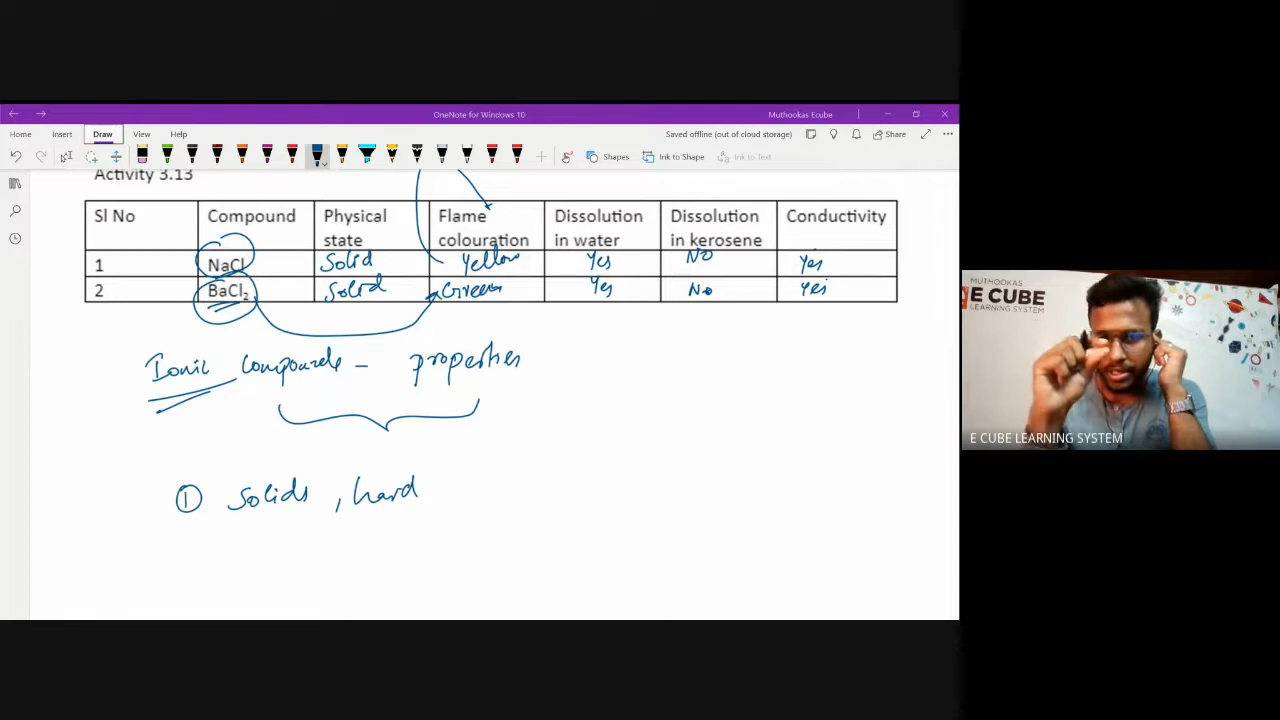 OneNote for Windows 10
Muthookas Ecube
Home Insert Draw View Help
Saved offline (out of cloud storage)
Share
Shapes
Ink to Shape
Ink to Text
Activity 3.13
Sl No Compound Physical state Flame colouration Dissolution in water Dissolution in kerosene Conductivity
1 NaCl Solid Yellow Yes NO Yes
2 BaCl2 Solid Green Yes No Yes
Ionic compounds - properties
① Solids , hard
MUTHOOKAS
E CUBE
LEARNING SYSTEM
E CUBE LEARNING SYSTEM